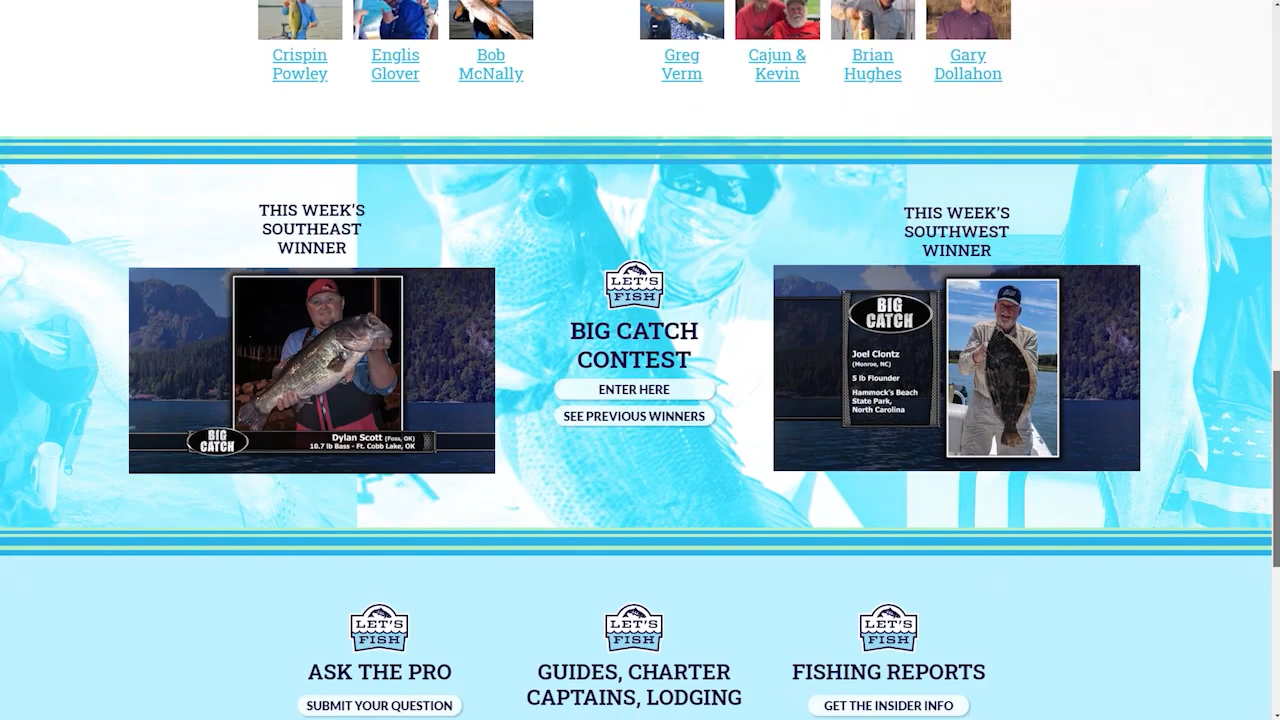 Crispin
Powley
Englis
Glover
Bob
McNally
Greg
Verm
Cajun &
Kevin
Brian
Hughes
Gary
Dollahon
THIS WEEK'S
SOUTHEAST
WINNER
BIG
CATCH
Dylan Scott (Foss, OK)
10.7 lb Bass - Ft. Cobb Lake, OK
LET'S
FISH
BIG CATCH
CONTEST
ENTER HERE
SEE PREVIOUS WINNERS
THIS WEEK'S
SOUTHWEST
WINNER
BIG
CATCH
Joel Clontz
(Monroe, NC)
5 lb Flounder
Hammock's Beach
State Park,
North Carolina
LET'S
FISH
ASK THE PRO
SUBMIT YOUR QUESTION
LET'S
FISH
GUIDES, CHARTER
CAPTAINS, LODGING
LET'S
FISH
FISHING REPORTS
GET THE INSIDER INFO